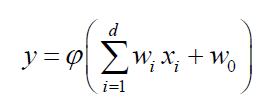 y = φ( ∑_{i=1}^{d} w_i x_i + w_0 )